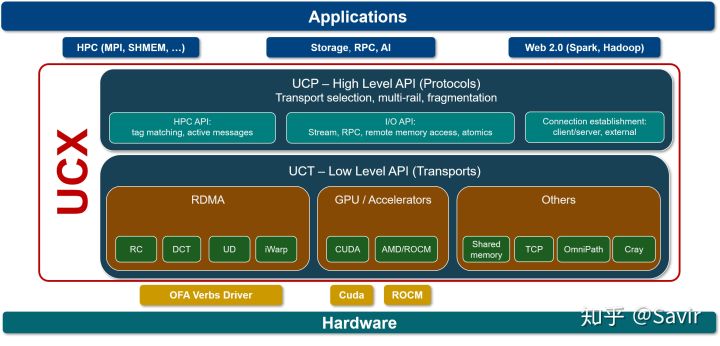 Applications
HPC (MPI, SHMEM, …)
Storage, RPC, AI
Web 2.0 (Spark, Hadoop)
UCX
UCP – High Level API (Protocols)
Transport selection, multi-rail, fragmentation
HPC API:
tag matching, active messages
I/O API:
Stream, RPC, remote memory access, atomics
Connection establishment:
client/server, external
UCT – Low Level API (Transports)
RDMA
RC
DCT
UD
iWarp
GPU / Accelerators
CUDA
AMD/ROCM
Others
Shared
memory
TCP
OmniPath
Cray
OFA Verbs Driver
Cuda
ROCM
Hardware
知乎 @Savir